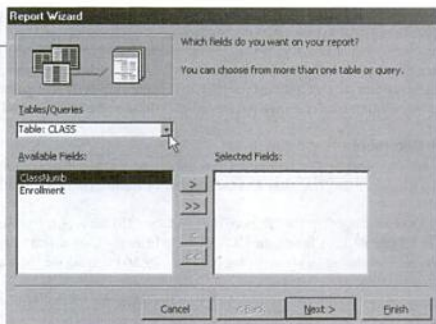 Report Wizard
Which fields do you want on your report?
You can choose from more than one table or query.
Tables/Queries
Table: CLASS
Available Fields:
Selected Fields:
ClassNumb
Enrollment
>
>>
<
<<
Cancel
< Back
Next >
Finish